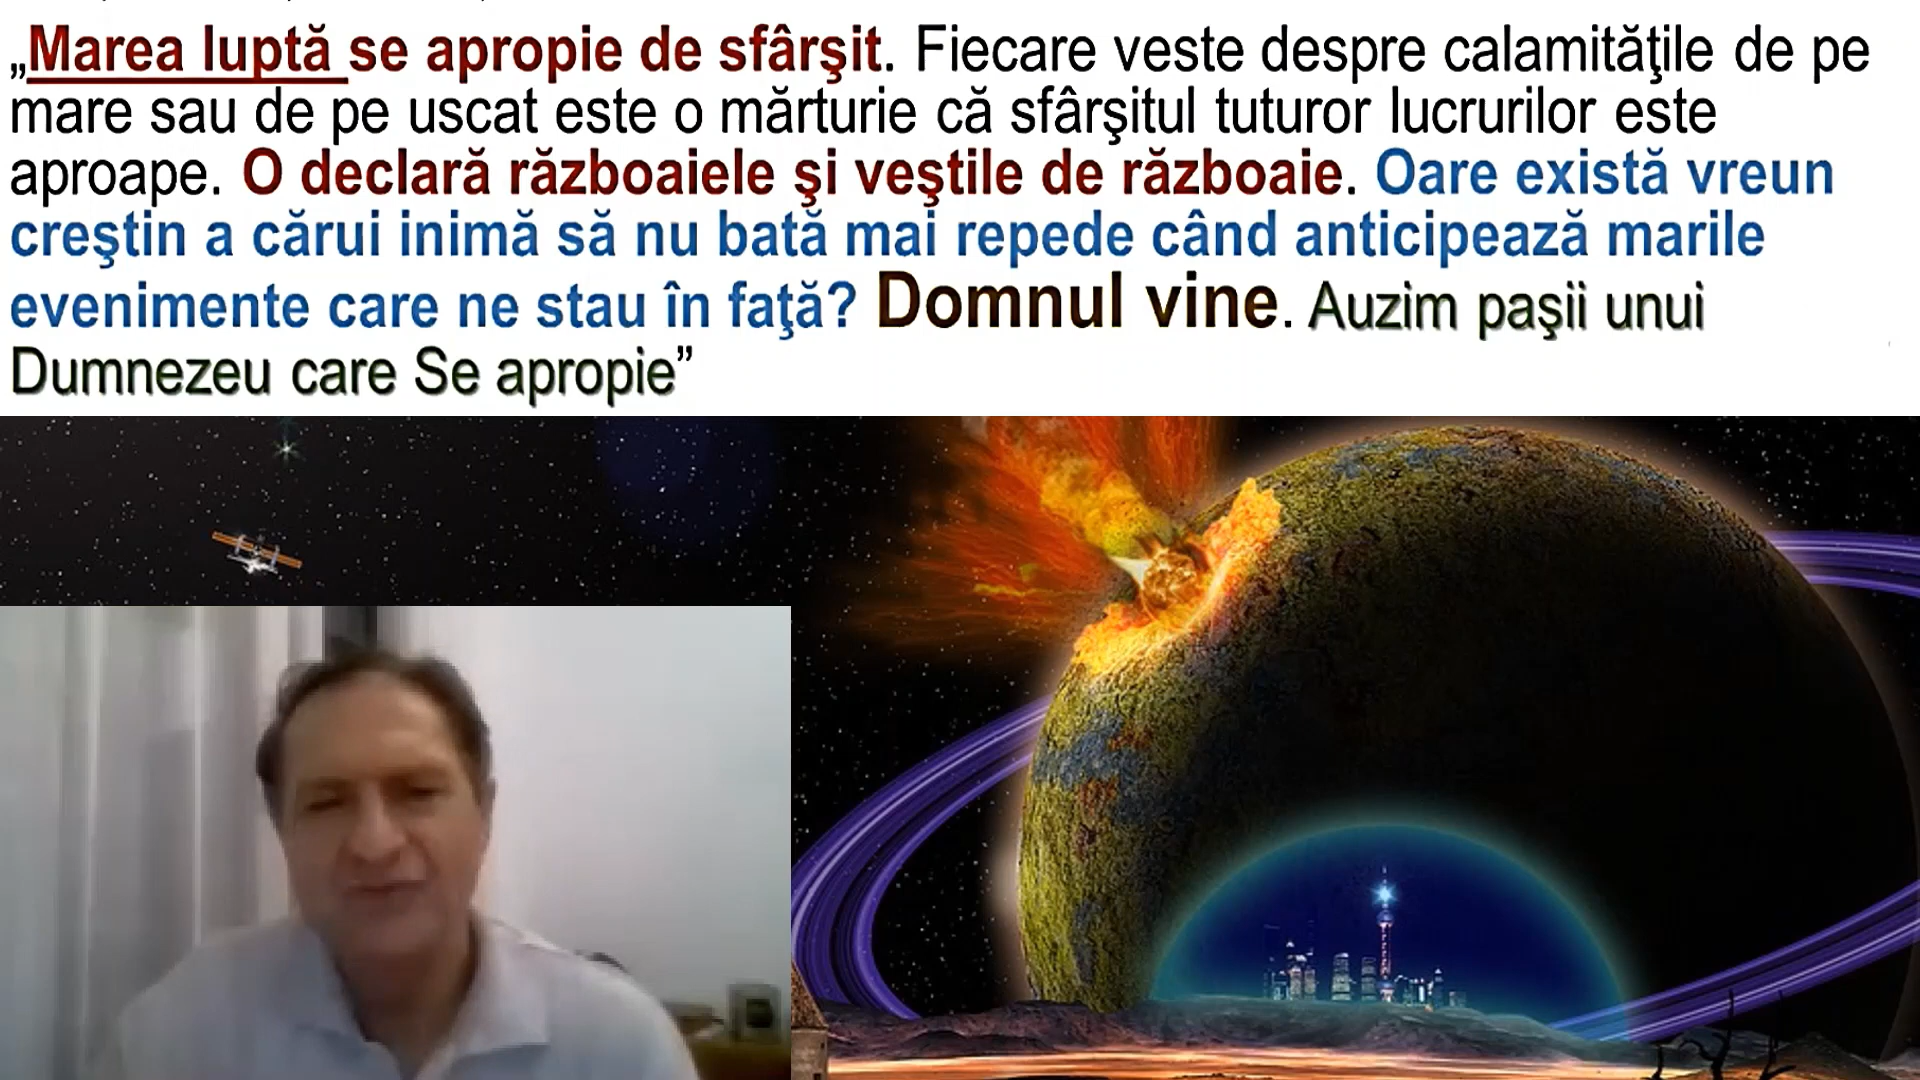 „Marea luptă se apropie de sfârşit. Fiecare veste despre calamităţile de pe
mare sau de pe uscat este o mărturie că sfârşitul tuturor lucrurilor este
aproape. O declară războaiele şi veştile de războaie. Oare există vreun
creştin a cărui inimă să nu bată mai repede când anticipează marile
evenimente care ne stau în faţă? Domnul vine. Auzim paşii unui
Dumnezeu care Se apropie”